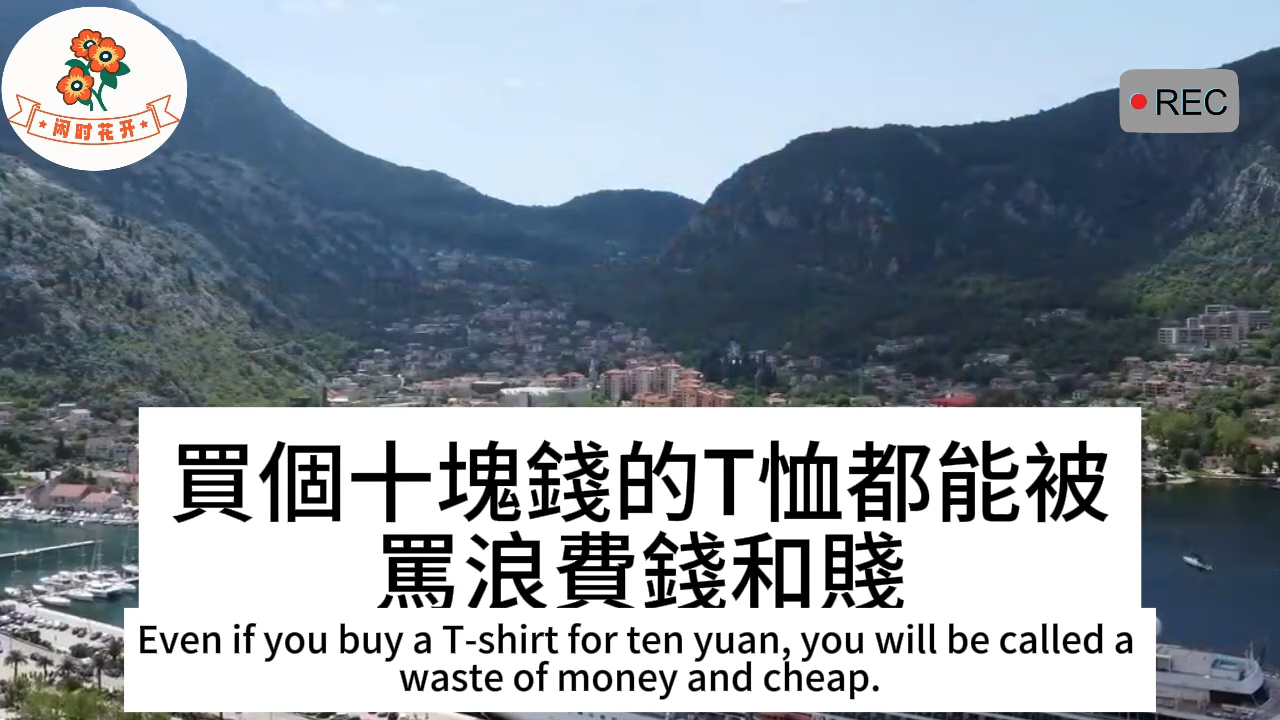 闲时花开
REC
買個十塊錢的T恤都能被
罵浪費錢和賤
Even if you buy a T-shirt for ten yuan, you will be called a
waste of money and cheap.